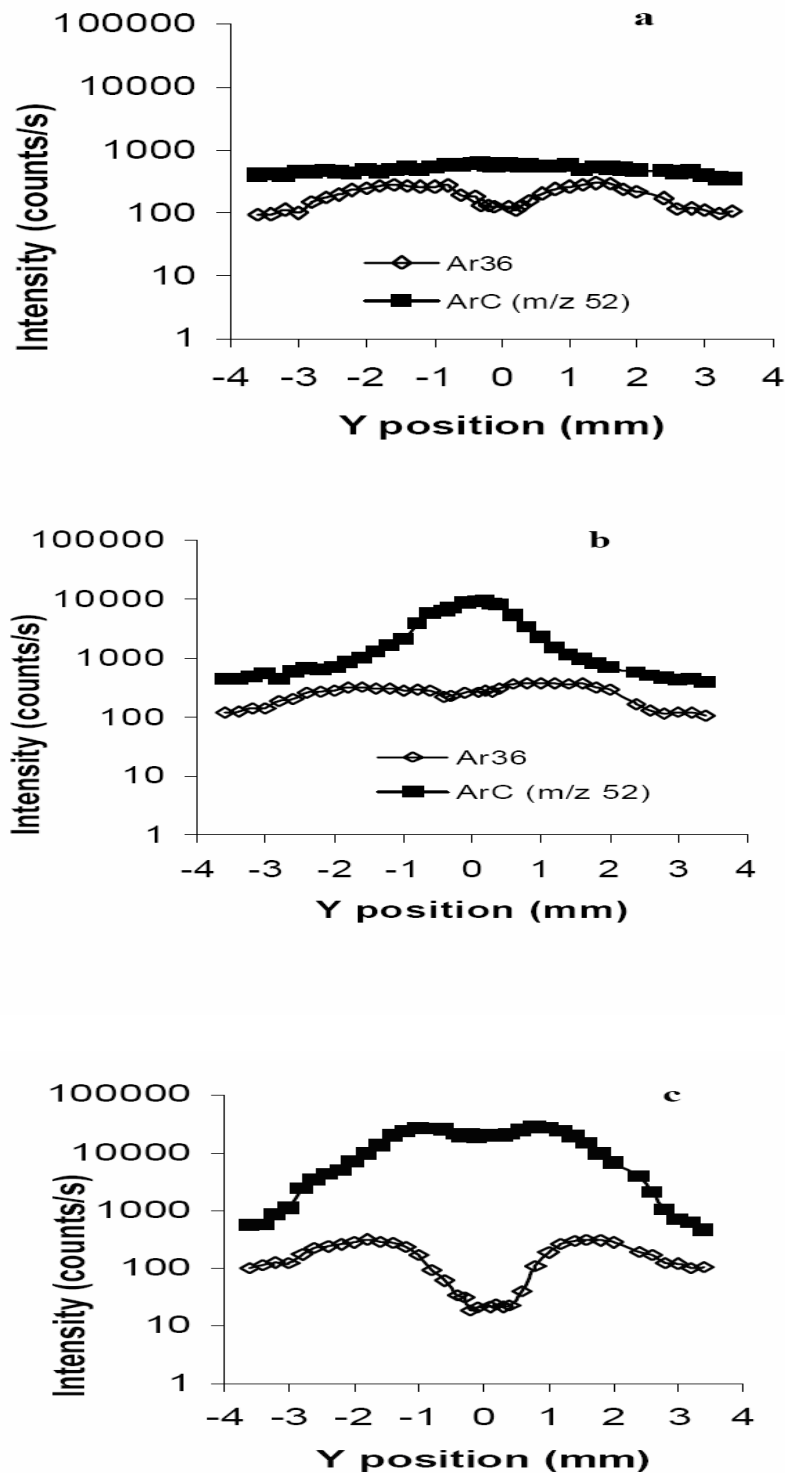 a
100000
10000
1000
100
10
1
Intensity (counts/s)
Ar36
ArC (m/z 52)
-4 -3 -2 -1 0 1 2 3 4
Y position (mm)
b
100000
10000
1000
100
10
1
Intensity (counts/s)
Ar36
ArC (m/z 52)
-4 -3 -2 -1 0 1 2 3 4
Y position (mm)
c
100000
10000
1000
100
10
1
Intensity (counts/s)
-4 -3 -2 -1 0 1 2 3 4
Y position (mm)